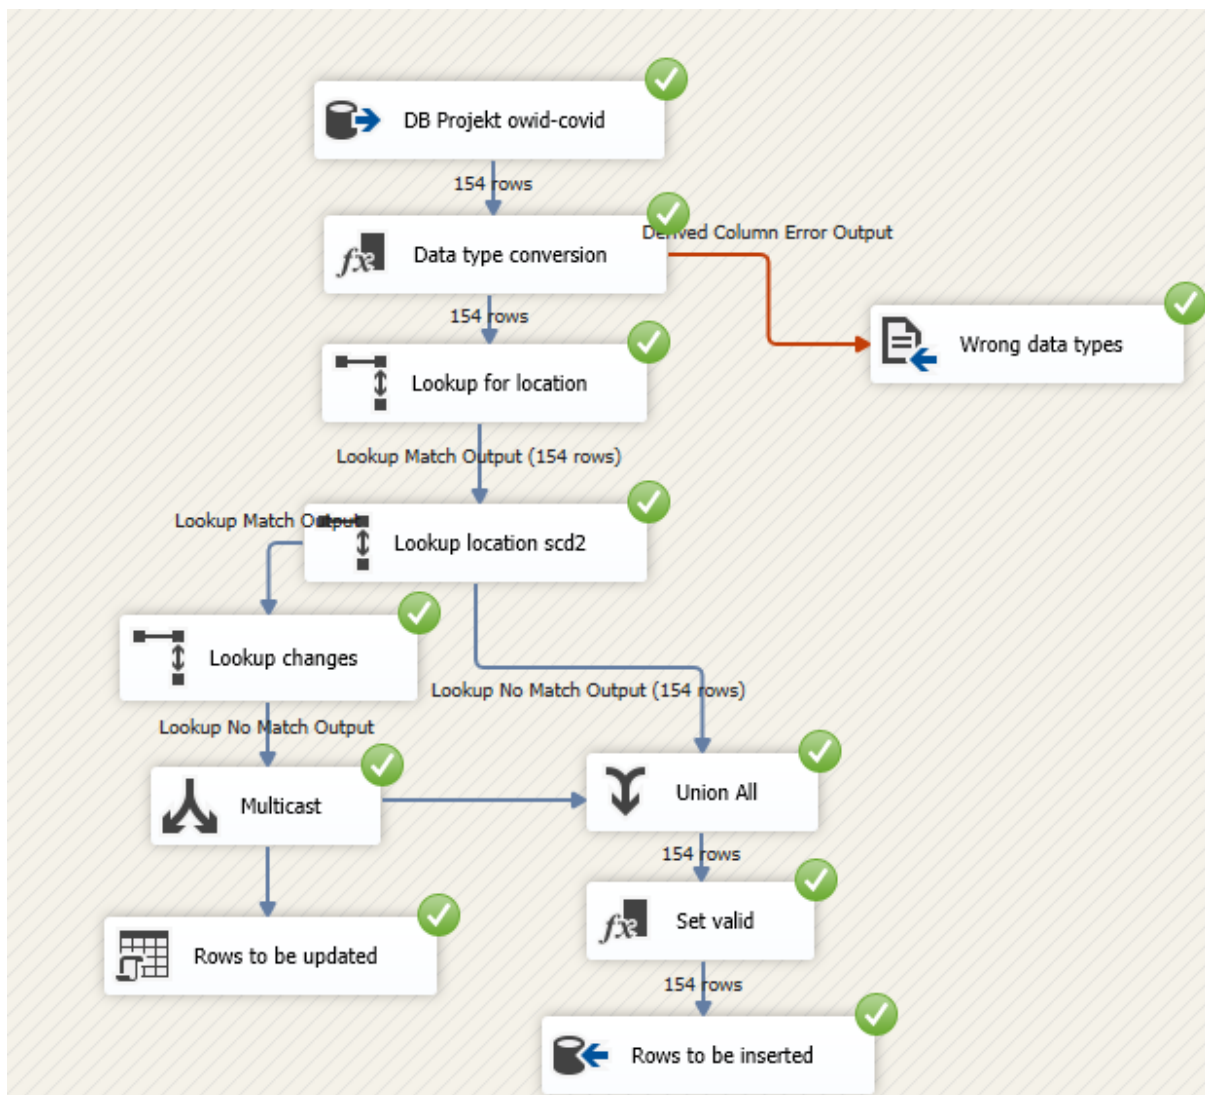 DB Projekt owid-covid
154 rows
Derived Column Error Output
Data type conversion
154 rows
Wrong data types
Lookup for location
Lookup Match Output (154 rows)
Lookup Match Output
Lookup location scd2
Lookup changes
Lookup No Match Output (154 rows)
Lookup No Match Output
Multicast
Union All
154 rows
Set valid
Rows to be updated
154 rows
Rows to be inserted